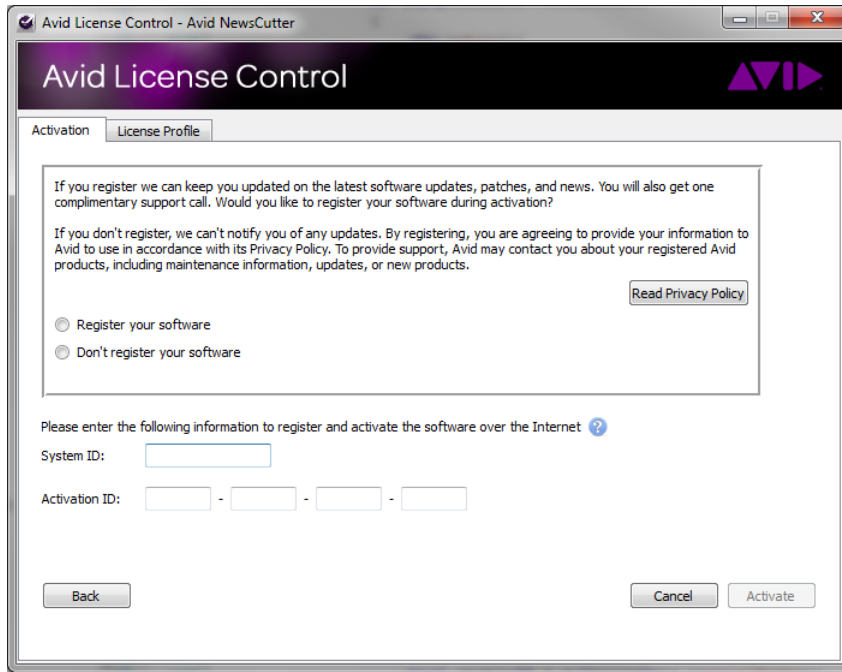 Avid License Control - Avid NewsCutter
Avid License Control
AVID
Activation
License Profile
If you register we can keep you updated on the latest software updates, patches, and news. You will also get one
complimentary support call. Would you like to register your software during activation?
If you don't register, we can't notify you of any updates. By registering, you are agreeing to provide your information to
Avid to use in accordance with its Privacy Policy. To provide support, Avid may contact you about your registered Avid
products, including maintenance information, updates, or new products.
Read Privacy Policy
Register your software
Don't register your software
Please enter the following information to register and activate the software over the Internet ?
System ID:
Activation ID: - - -
Back
Cancel
Activate